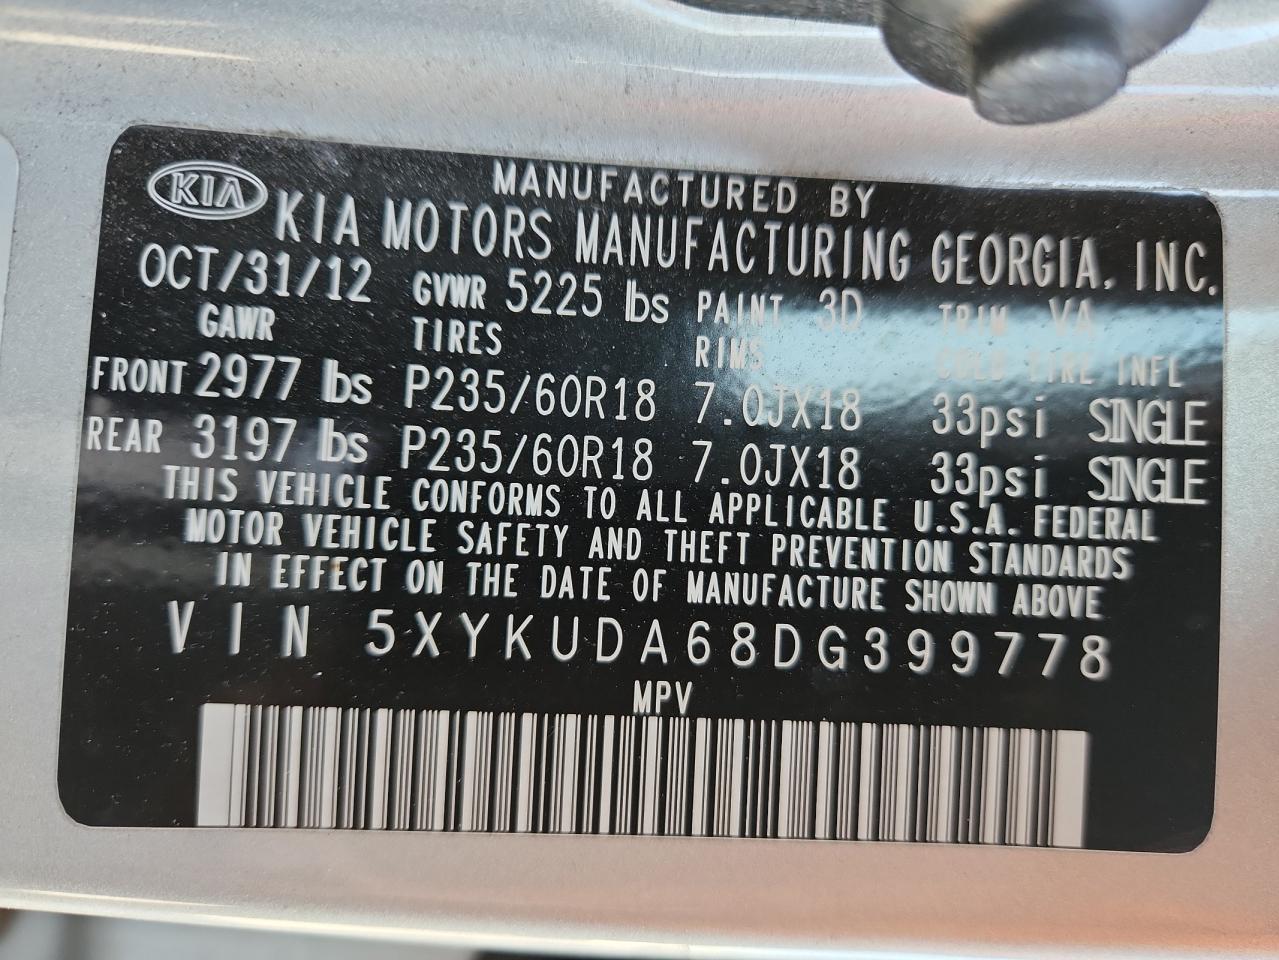 KIA
MANUFACTURED BY
KIA MOTORS MANUFACTURING GEORGIA, INC.
OCT/31/12 GVWR 5225 lbs PAINT 3D TRIM VA
GAWR TIRES RIMS COLD TIRE INFL
FRONT 2977 lbs P235/60R18 7.0JX18 33psi SINGLE
REAR 3197 lbs P235/60R18 7.0JX18 33psi SINGLE
THIS VEHICLE CONFORMS TO ALL APPLICABLE U.S.A. FEDERAL
MOTOR VEHICLE SAFETY AND THEFT PREVENTION STANDARDS
IN EFFECT ON THE DATE OF MANUFACTURE SHOWN ABOVE
VIN 5XYKUDA68DG399778
MPV